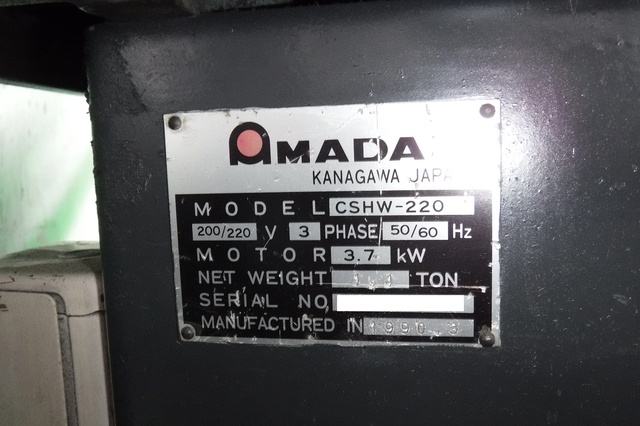 AMADA
KANAGAWA JAPA
MODEL CSHW-220
200/220 V 3 PHASE 50/60 Hz
MOTOR 3.7 kW
NET WEIGHT TON
SERIAL NO.
MANUFACTURED IN 1990 3